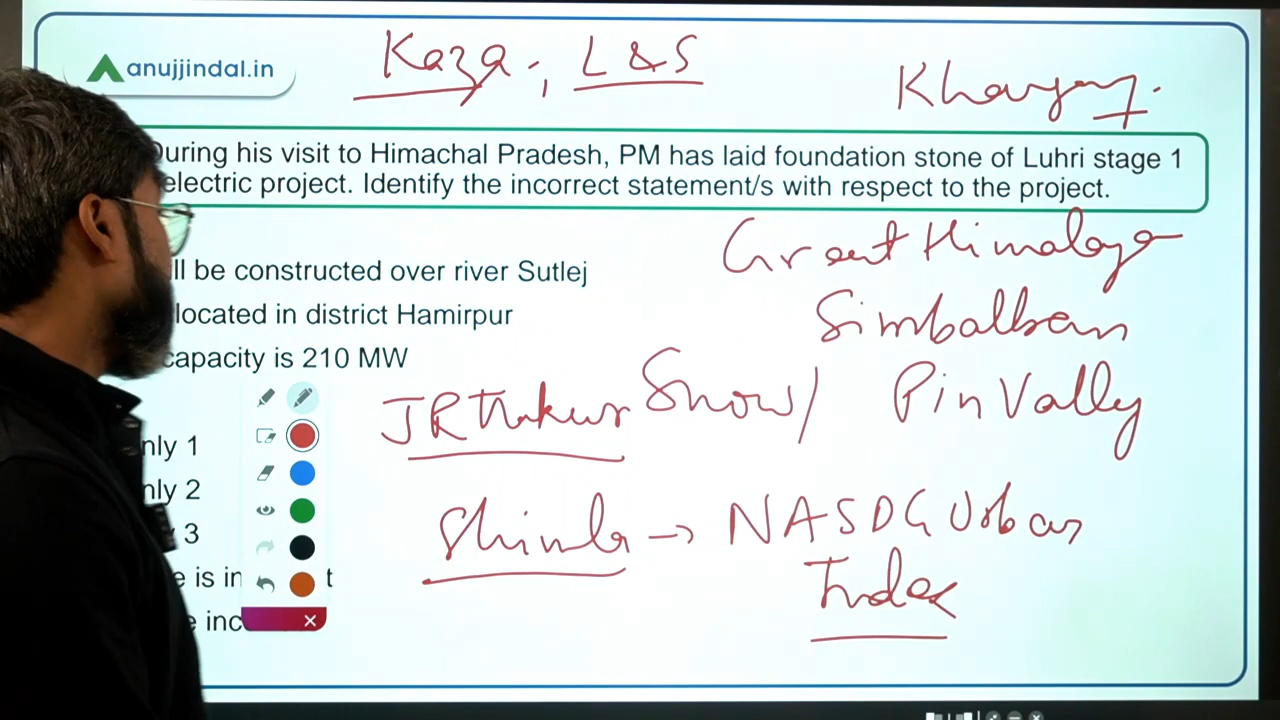 Kaza, L&S
Kharganj.
anujjindal.in
During his visit to Himachal Pradesh, PM has laid foundation stone of Luhri stage 1
electric project. Identify the incorrect statement/s with respect to the project.
Great Himalaya
ll be constructed over river Sutlej
Simbalban
located in district Hamirpur
capacity is 210 MW
JR Thakur Snow/ Pin Vally
nly 1
nly 2
Shimla → NASDG Urban
3
e is in t
Index
e inc